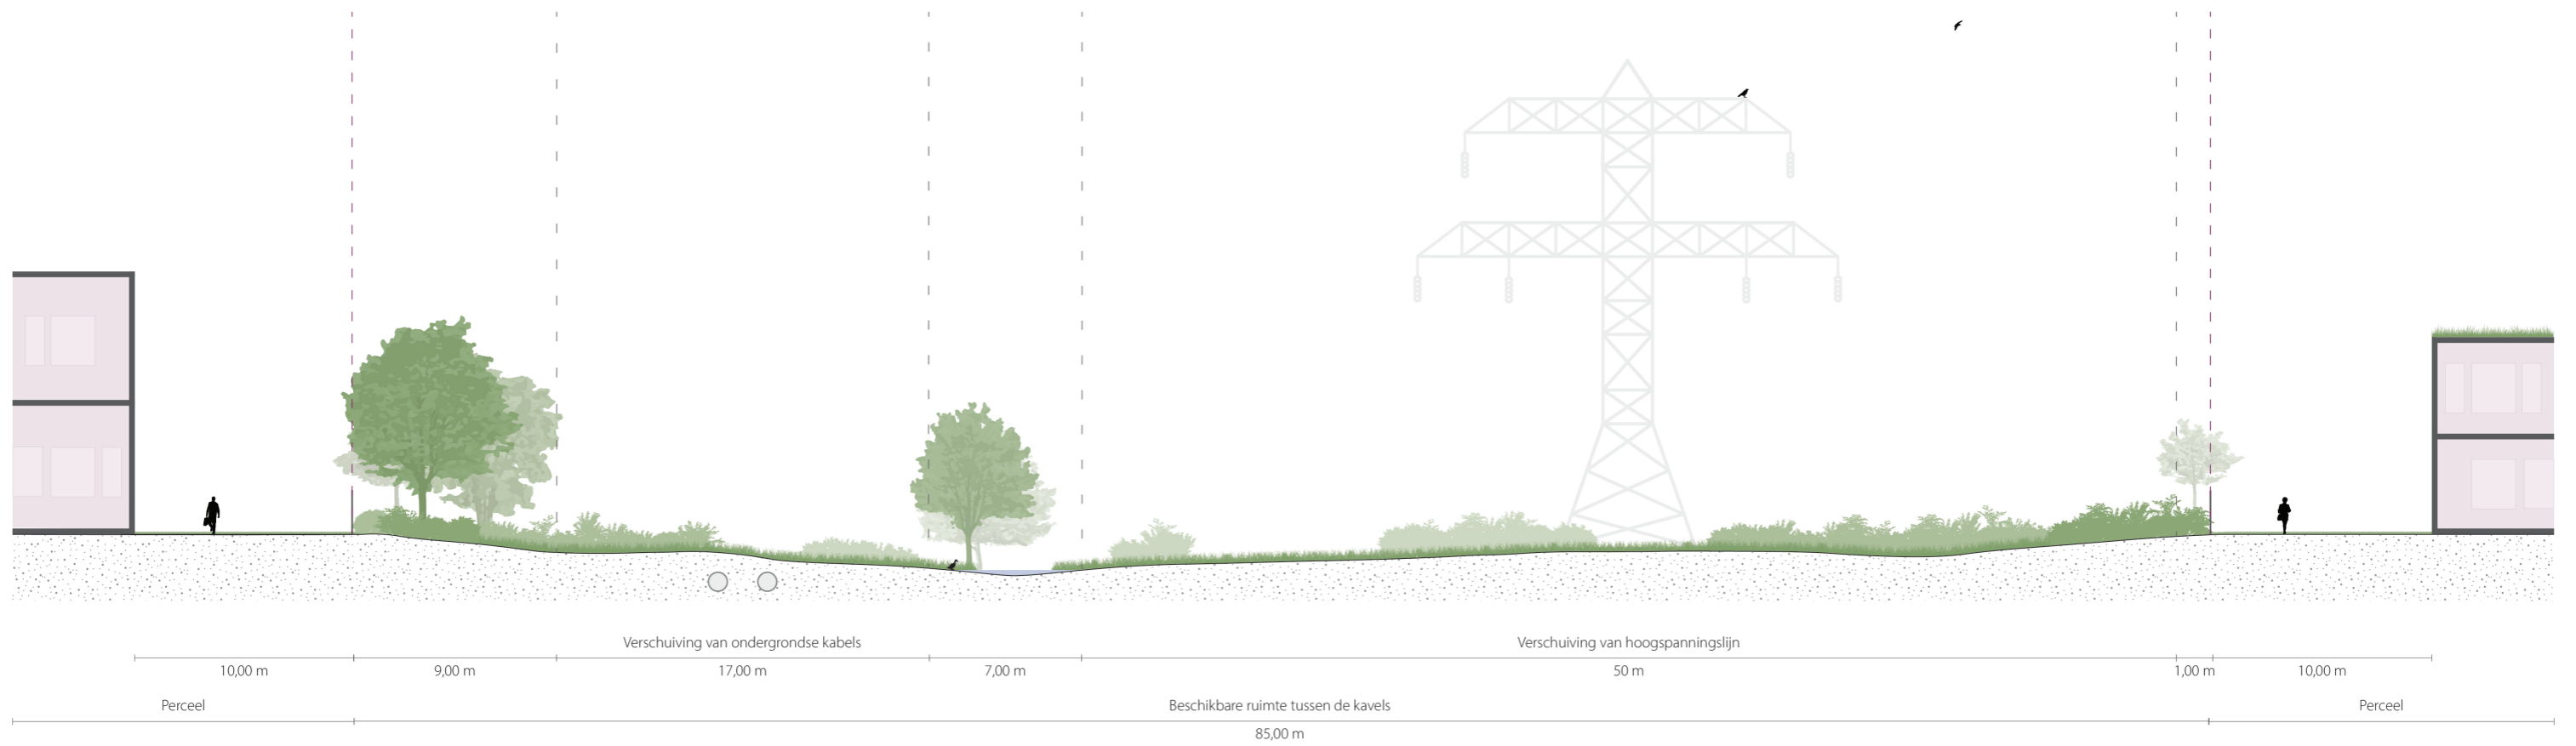 Verschuiving van ondergrondse kabels
Verschuiving van hoogspanningslijn
10,00 m
9,00 m
17,00 m
7,00 m
50 m
1,00 m
10,00 m
Perceel
Beschikbare ruimte tussen de kavels
Perceel
85,00 m